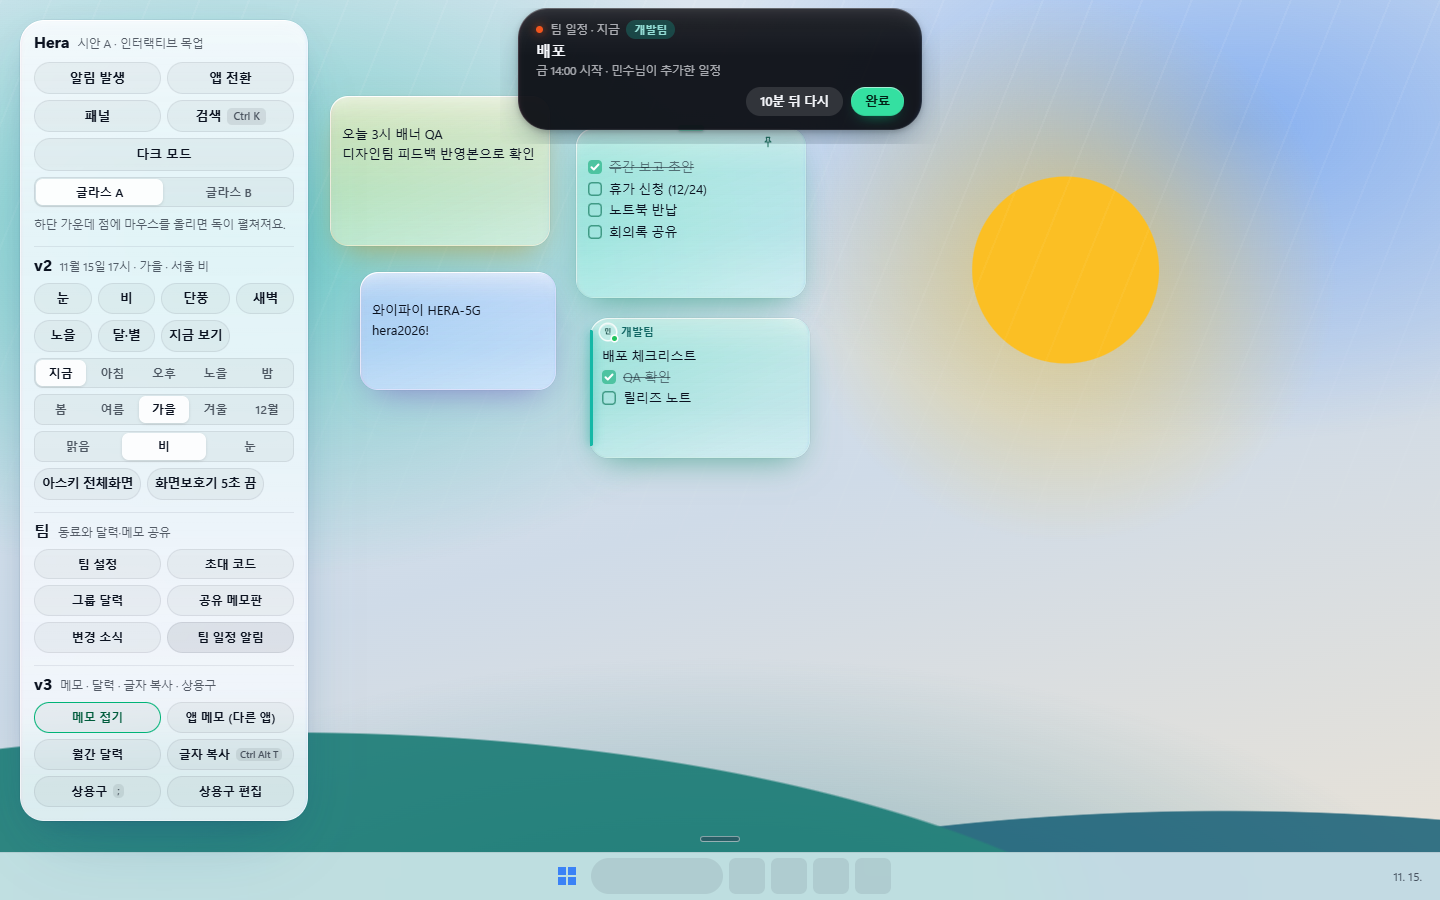 Hera 시안 A · 인터랙티브 목업
알림 발생
앱 전환
패널
검색 Ctrl K
다크 모드
글라스 A
글라스 B
하단 가운데 점에 마우스를 올리면 독이 펼쳐져요.
v2 11월 15일 17시 · 가을 · 서울 비
눈
비
단풍
새벽
노을
달·별
지금 보기
지금
아침
오후
노을
밤
봄
여름
가을
겨울
12월
맑음
비
눈
아스키 전체화면
화면보호기 5초 끔
팀 동료와 달력·메모 공유
팀 설정
초대 코드
그룹 달력
공유 메모판
변경 소식
팀 일정 알림
v3 메모 · 달력 · 글자 복사 · 상용구
메모 접기
앱 메모 (다른 앱)
월간 달력
글자 복사 Ctrl Alt T
상용구 ;
상용구 편집
팀 일정 · 지금 개발팀
배포
금 14:00 시작 · 민수님이 추가한 일정
10분 뒤 다시
완료
오늘 3시 배너 QA
디자인팀 피드백 반영본으로 확인
주간 보고 초안
휴가 신청 (12/24)
노트북 반납
회의록 공유
와이파이 HERA-5G
hera2026!
민 개발팀
배포 체크리스트
QA 확인
릴리즈 노트
11. 15.